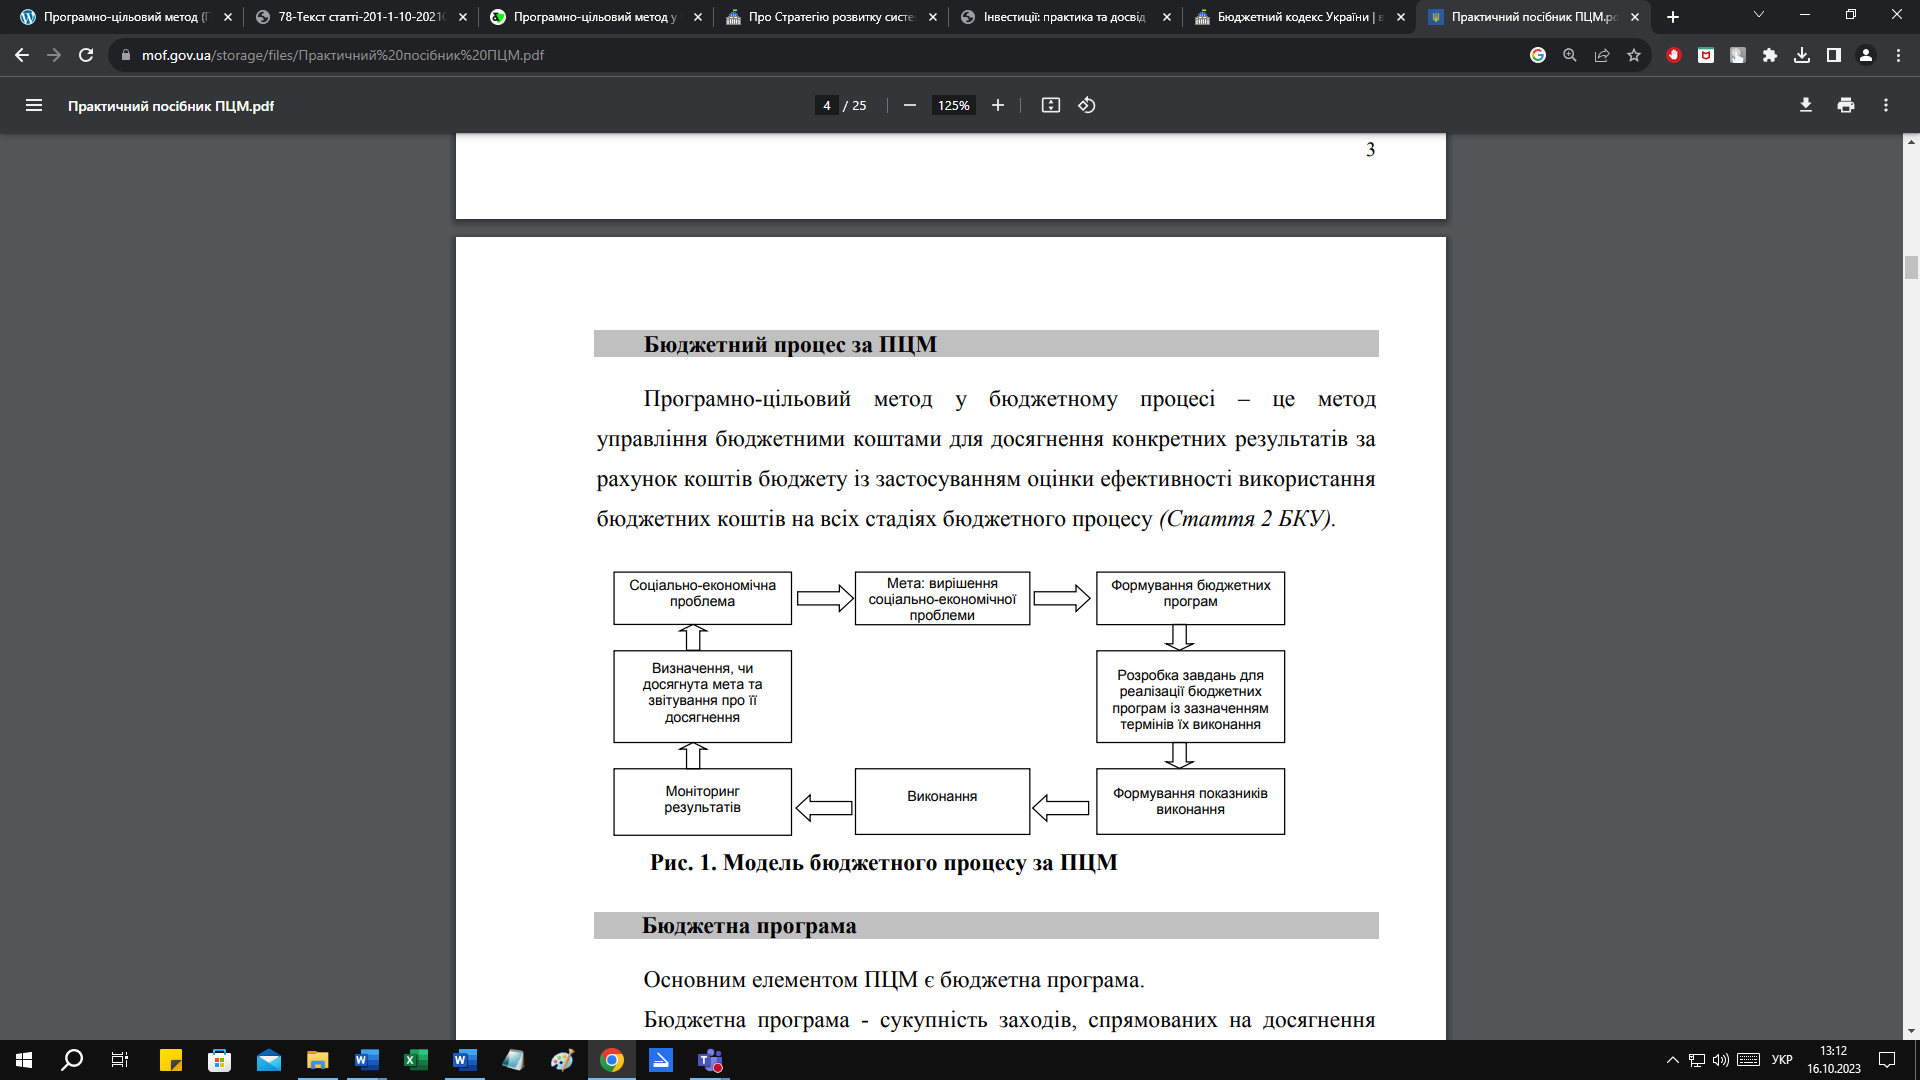 Програмно-цільовий метод (П
78-Текст статті-201-1-10-2021
Програмно-цільовий метод у
Про Стратегію розвитку систе
Інвестиції: практика та досвід
Бюджетний кодекс України | в
Практичний посібник ПЦМ.pd
mof.gov.ua/storage/files/Практичний%20посібник%20ПЦМ.pdf
Практичний посібник ПЦМ.pdf
4 / 25
125%
3
Бюджетний процес за ПЦМ
Програмно-цільовий метод у бюджетному процесі – це метод
управління бюджетними коштами для досягнення конкретних результатів за
рахунок коштів бюджету із застосуванням оцінки ефективності використання
бюджетних коштів на всіх стадіях бюджетного процесу (Стаття 2 БКУ).
Соціально-економічна
проблема
Мета: вирішення
соціально-економічної
проблеми
Формування бюджетних
програм
Розробка завдань для
реалізації бюджетних
програм із зазначенням
термінів їх виконання
Формування показників
виконання
Виконання
Моніторинг
результатів
Визначення, чи
досягнута мета та
звітування про її
досягнення
Рис. 1. Модель бюджетного процесу за ПЦМ
Бюджетна програма
Основним елементом ПЦМ є бюджетна програма.
Бюджетна програма - сукупність заходів, спрямованих на досягнення
УКР
13:12
16.10.2023